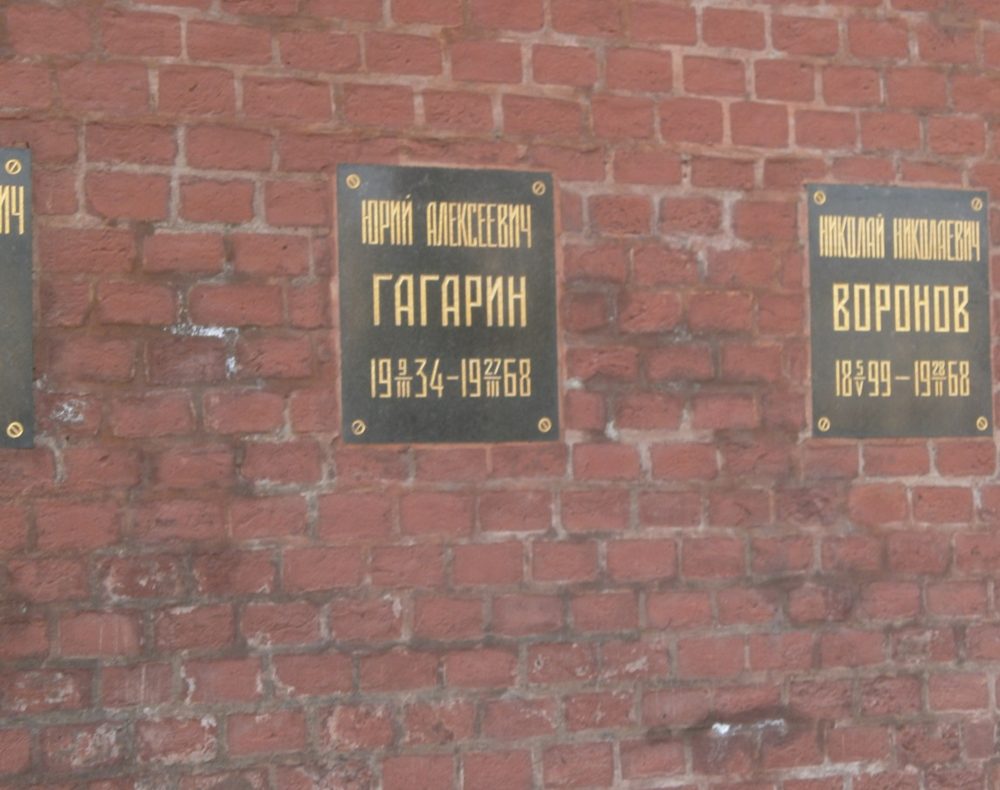 ИЧ
ЮРИЙ АЛЕКСЕЕВИЧ
ГАГАРИН
19 9/III 34-19 27/III 68
НИКОЛАЙ НИКОЛАЕВИЧ
ВОРОНОВ
18 5/V 99-19 28/II 68